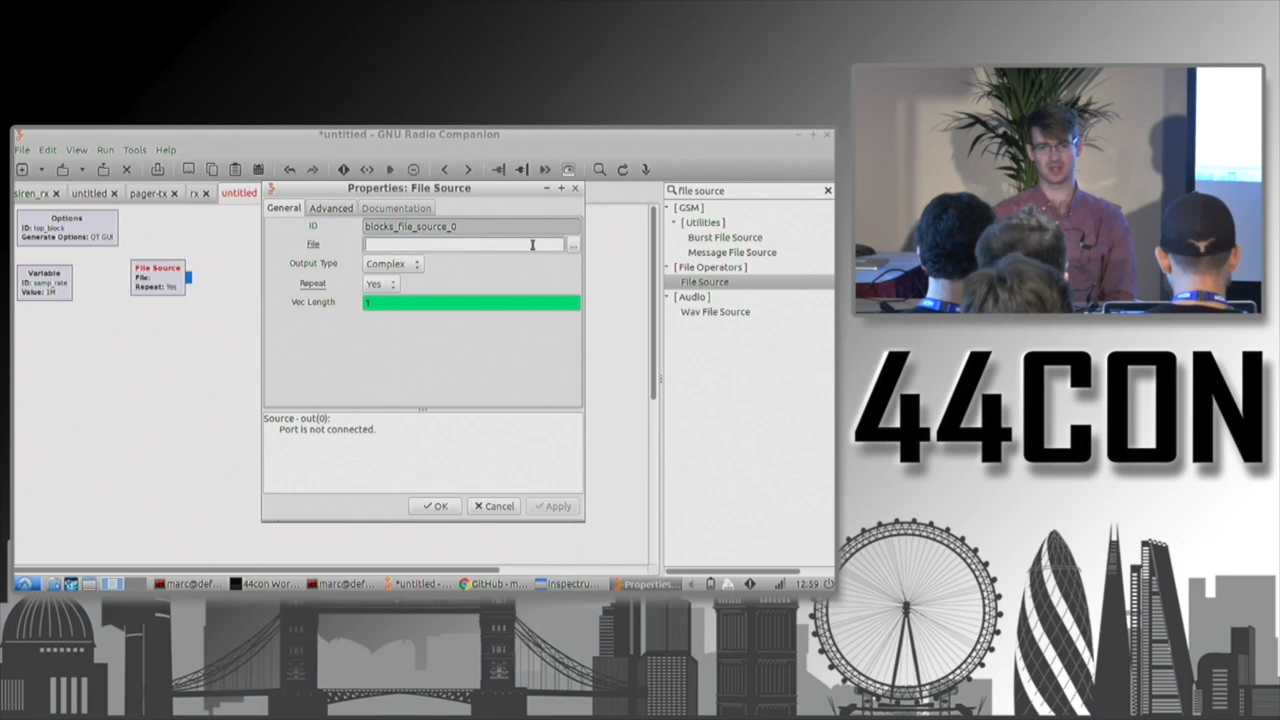 *untitled - GNU Radio Companion
File Edit View Run Tools Help
siren_rx
untitled
pager-tx
rx
untitled
Options
ID: top_block
Generate Options: QT GUI
Variable
ID: samp_rate
Value: 1M
File Source
File:
Repeat: Yes
Properties: File Source
General
Advanced
Documentation
ID
blocks_file_source_0
File
...
Output Type
Complex
Repeat
Yes
Vec Length
1
Source - out(0):
Port is not connected.
OK
Cancel
Apply
file source
[ GSM ]
[ Utilities ]
Burst File Source
Message File Source
[ File Operators ]
File Source
[ Audio ]
Wav File Source
marc@def...
44con Wor...
marc@def...
*untitled - ...
GitHub - m...
Inspectru...
Properties...
12:59
44CON